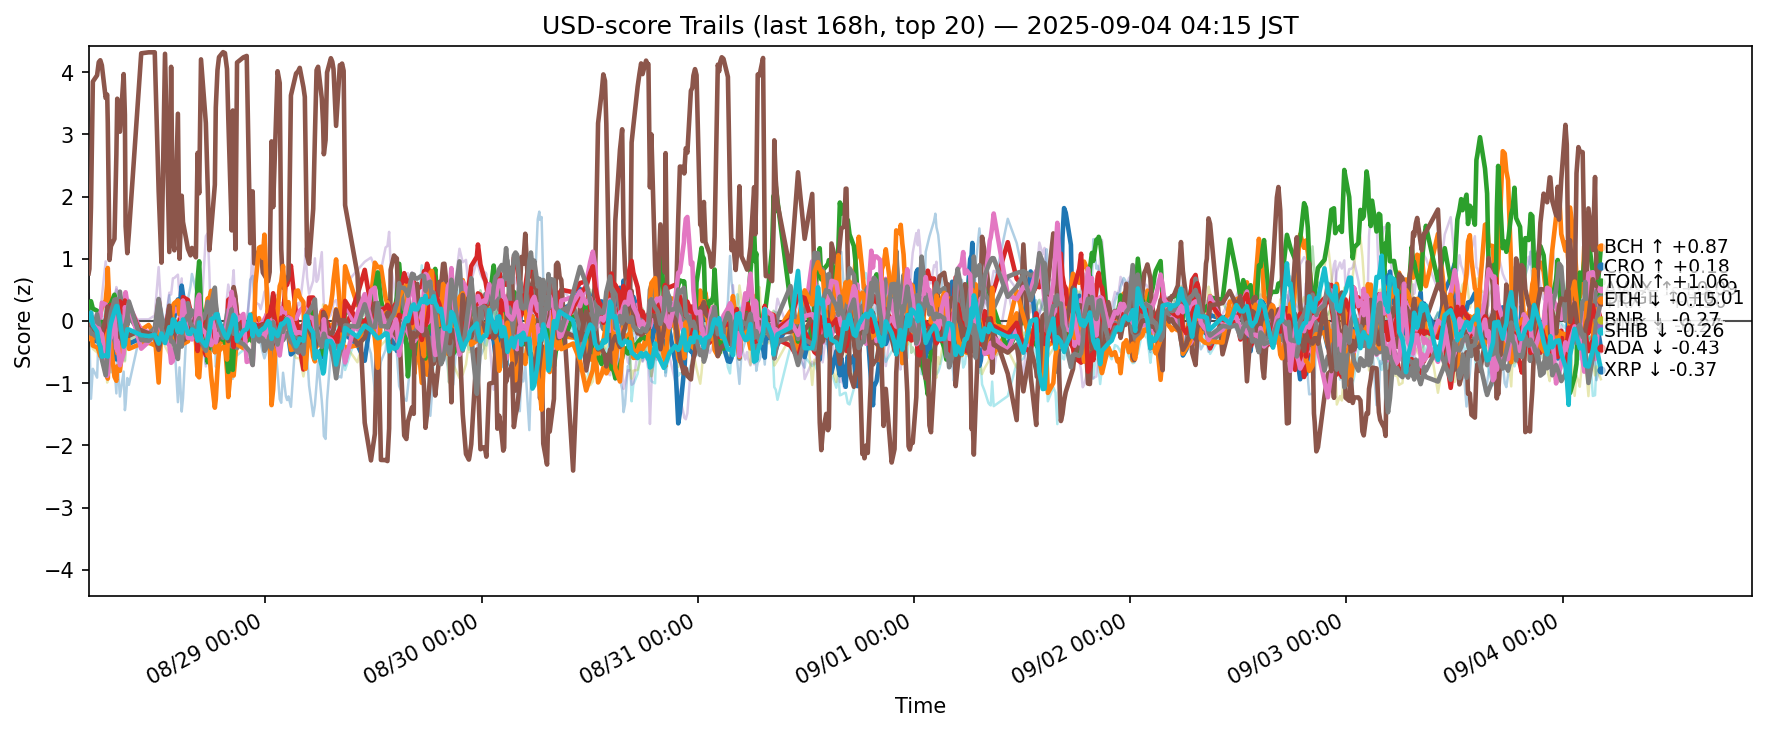 USD-score Trails (last 168h, top 20) — 2025-09-04 04:15 JST
Score (z)
4
3
2
1
0
−1
−2
−3
−4
BCH ↑ +0.87
CRO ↑ +0.18
TON ↑ +1.06
ETH ↓ -0.15
BNB ↓ -0.27
SHIB ↓ -0.26
ADA ↓ -0.43
XRP ↓ -0.37
08/29 00:00
08/30 00:00
08/31 00:00
09/01 00:00
09/02 00:00
09/03 00:00
09/04 00:00
Time